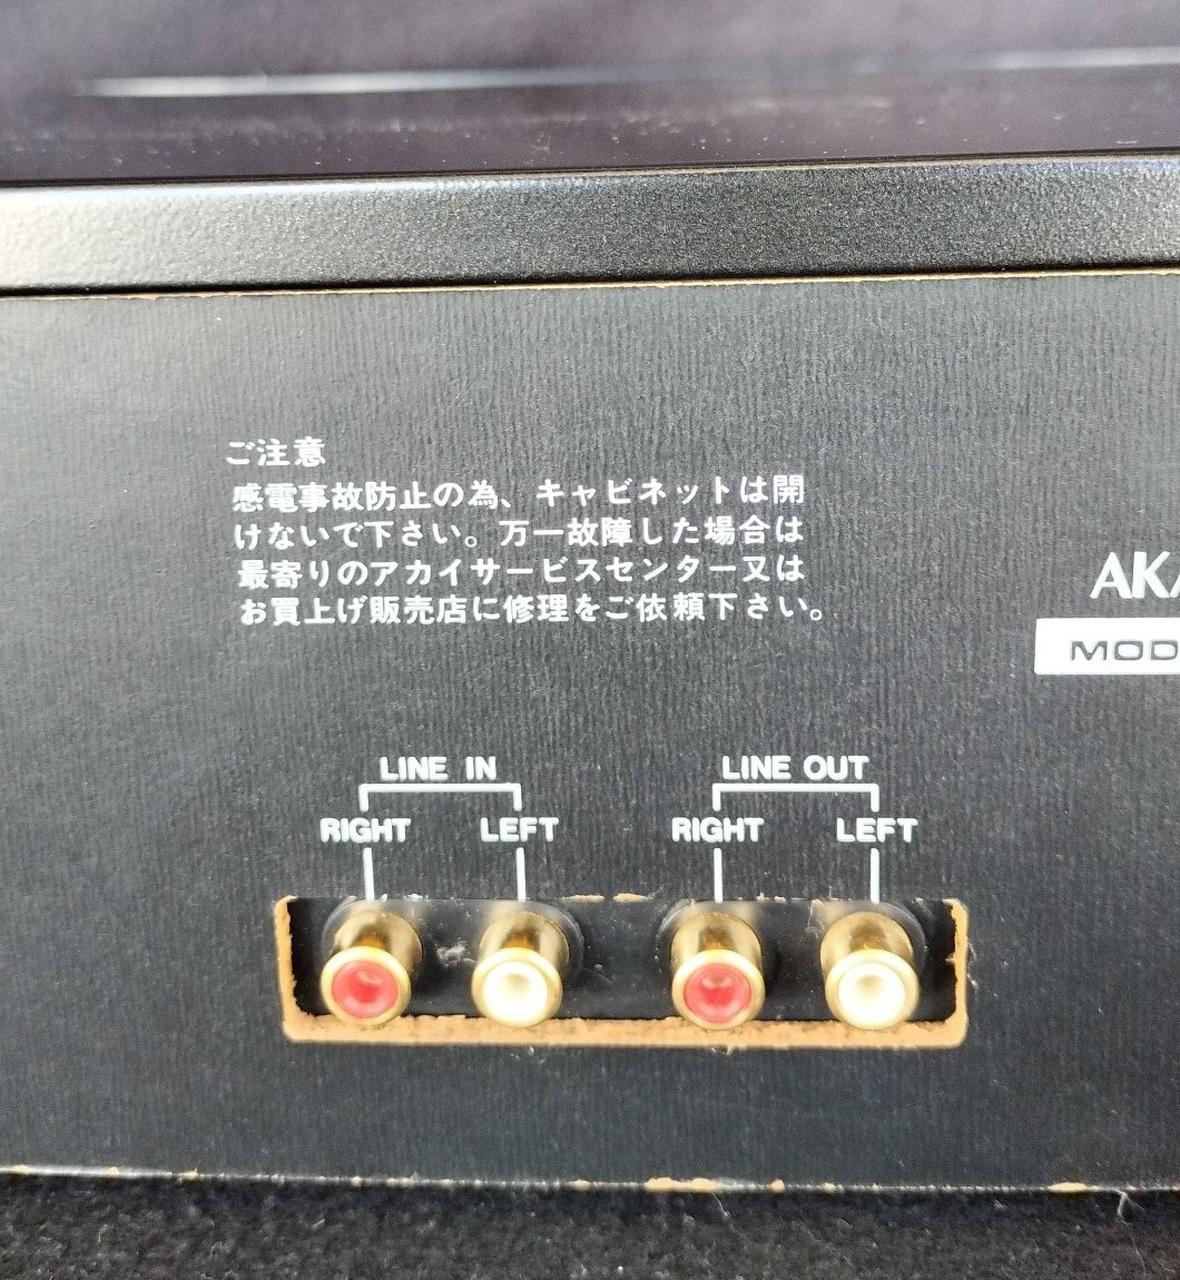 ご注意
感電事故防止の為、キャビネットは開
けないで下さい。万一故障した場合は
最寄りのアカイサービスセンター又は
お買上げ販売店に修理をご依頼下さい。
AKA
MOD
LINE IN
LINE OUT
RIGHT LEFT RIGHT LEFT